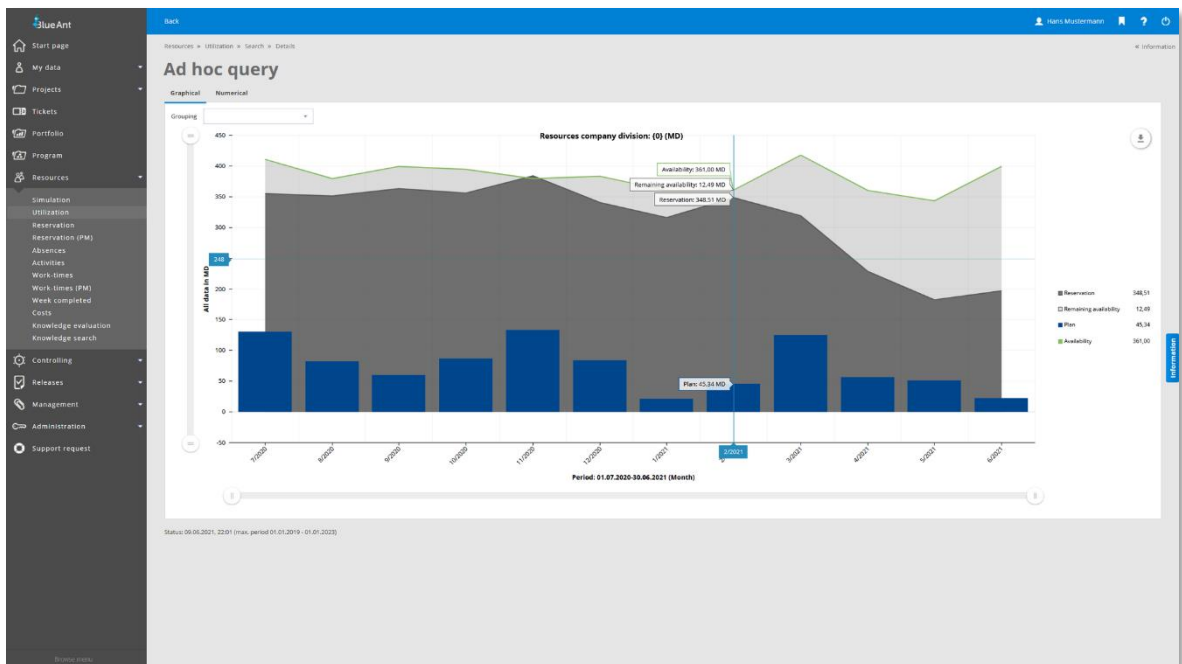 BlueAnt
Back
Hans Mustermann
?
Start page
My data
Projects
Tickets
Portfolio
Program
Resources
Simulation
Utilization
Reservation
Reservation (PM)
Absences
Activities
Work-times
Work-times (PM)
Week completed
Costs
Knowledge evaluation
Knowledge search
Controlling
Releases
Management
Administration
Support request
Browse menu
Resources » Utilization » Search » Details
Information
Ad hoc query
Graphical Numerical
Grouping
Resources company division: {0} (MD)
450
400
350
300
248
200
150
100
50
0
-50
All data in MD
Availability: 361,00 MD
Remaining availability: 12,49 MD
Reservation: 348,51 MD
Plan: 45,34 MD
7/2020 8/2020 9/2020 10/2020 11/2020 12/2020 1/2021 2/2021 3/2021 4/2021 5/2021 6/2021
Period: 01.07.2020-30.06.2021 (Month)
Reservation 348,51
Remaining availability 12,49
Plan 45,34
Availability 361,00
Information
Status: 09.08.2021, 22:01 (max. period 01.01.2019 - 01.01.2023)